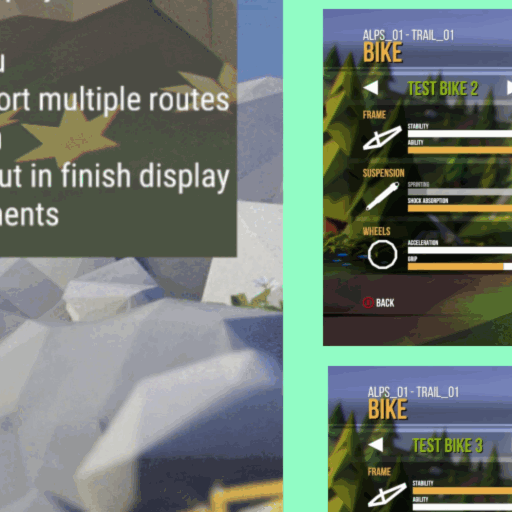 ort multiple routes
ut in finish display
ents
ALPS_01 - TRAIL_01
BIKE
TEST BIKE 2
FRAME
STABILITY
AGILITY
SUSPENSION
SPRINTING
SHOCK ABSORPTION
WHEELS
ACCELERATION
GRIP
BACK
ALPS_01 - TRAIL_01
BIKE
TEST BIKE 3
FRAME
STABILITY
AGILITY